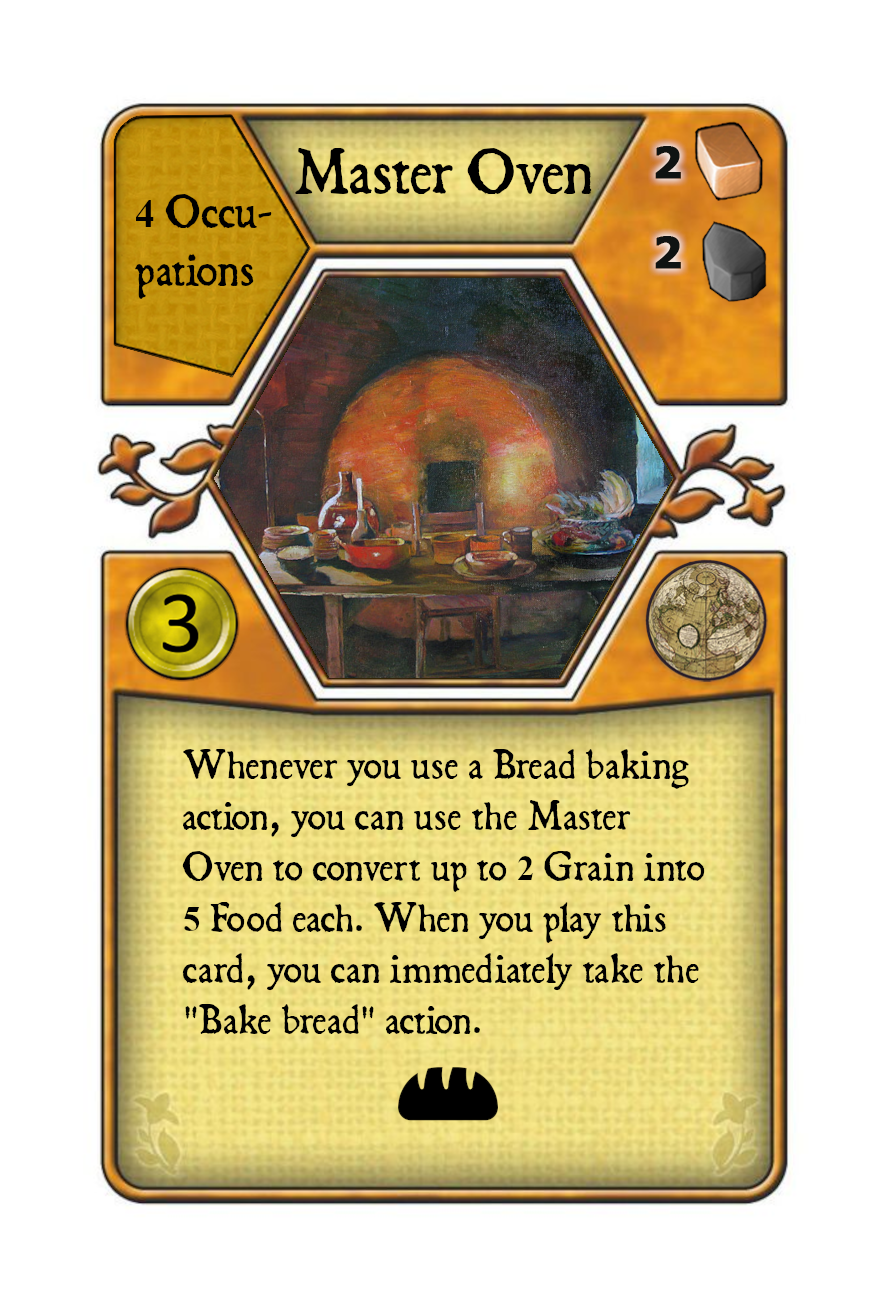 Master Oven
4 Occu-
pations
2
2
3
Whenever you use a Bread baking
action, you can use the Master
Oven to convert up to 2 Grain into
5 Food each. When you play this
card, you can immediately take the
"Bake bread" action.